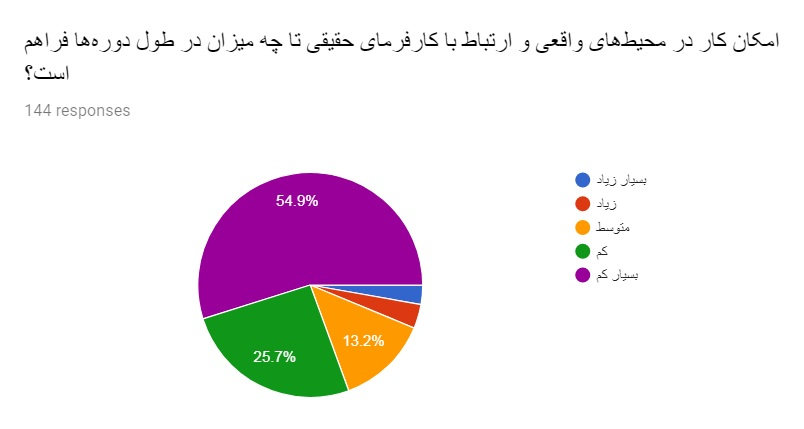 امکان کار در محیط‌های واقعی و ارتباط با کارفرمای حقیقی تا چه میزان در طول دوره‌ها فراهم
است؟
144 responses
54.9%
25.7%
13.2%
بسیار زیاد
زیاد
متوسط
کم
بسیار کم